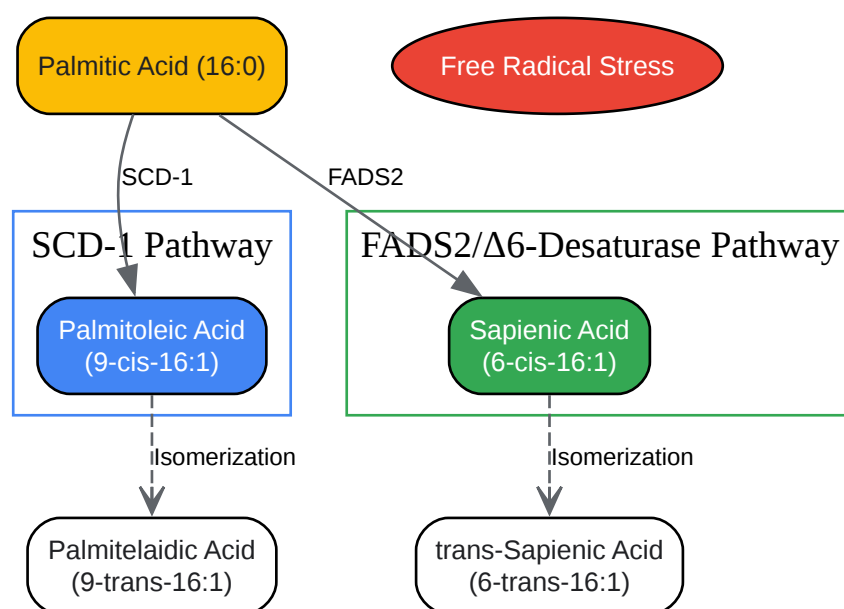 Palmitic Acid (16:0)
Free Radical Stress
SCD-1
FADS2
SCD-1 Pathway
FADS2/Δ6-Desaturase Pathway
Palmitoleic Acid
(9-cis-16:1)
Sapienic Acid
(6-cis-16:1)
Isomerization
Isomerization
Palmitelaidic Acid
(9-trans-16:1)
trans-Sapienic Acid
(6-trans-16:1)